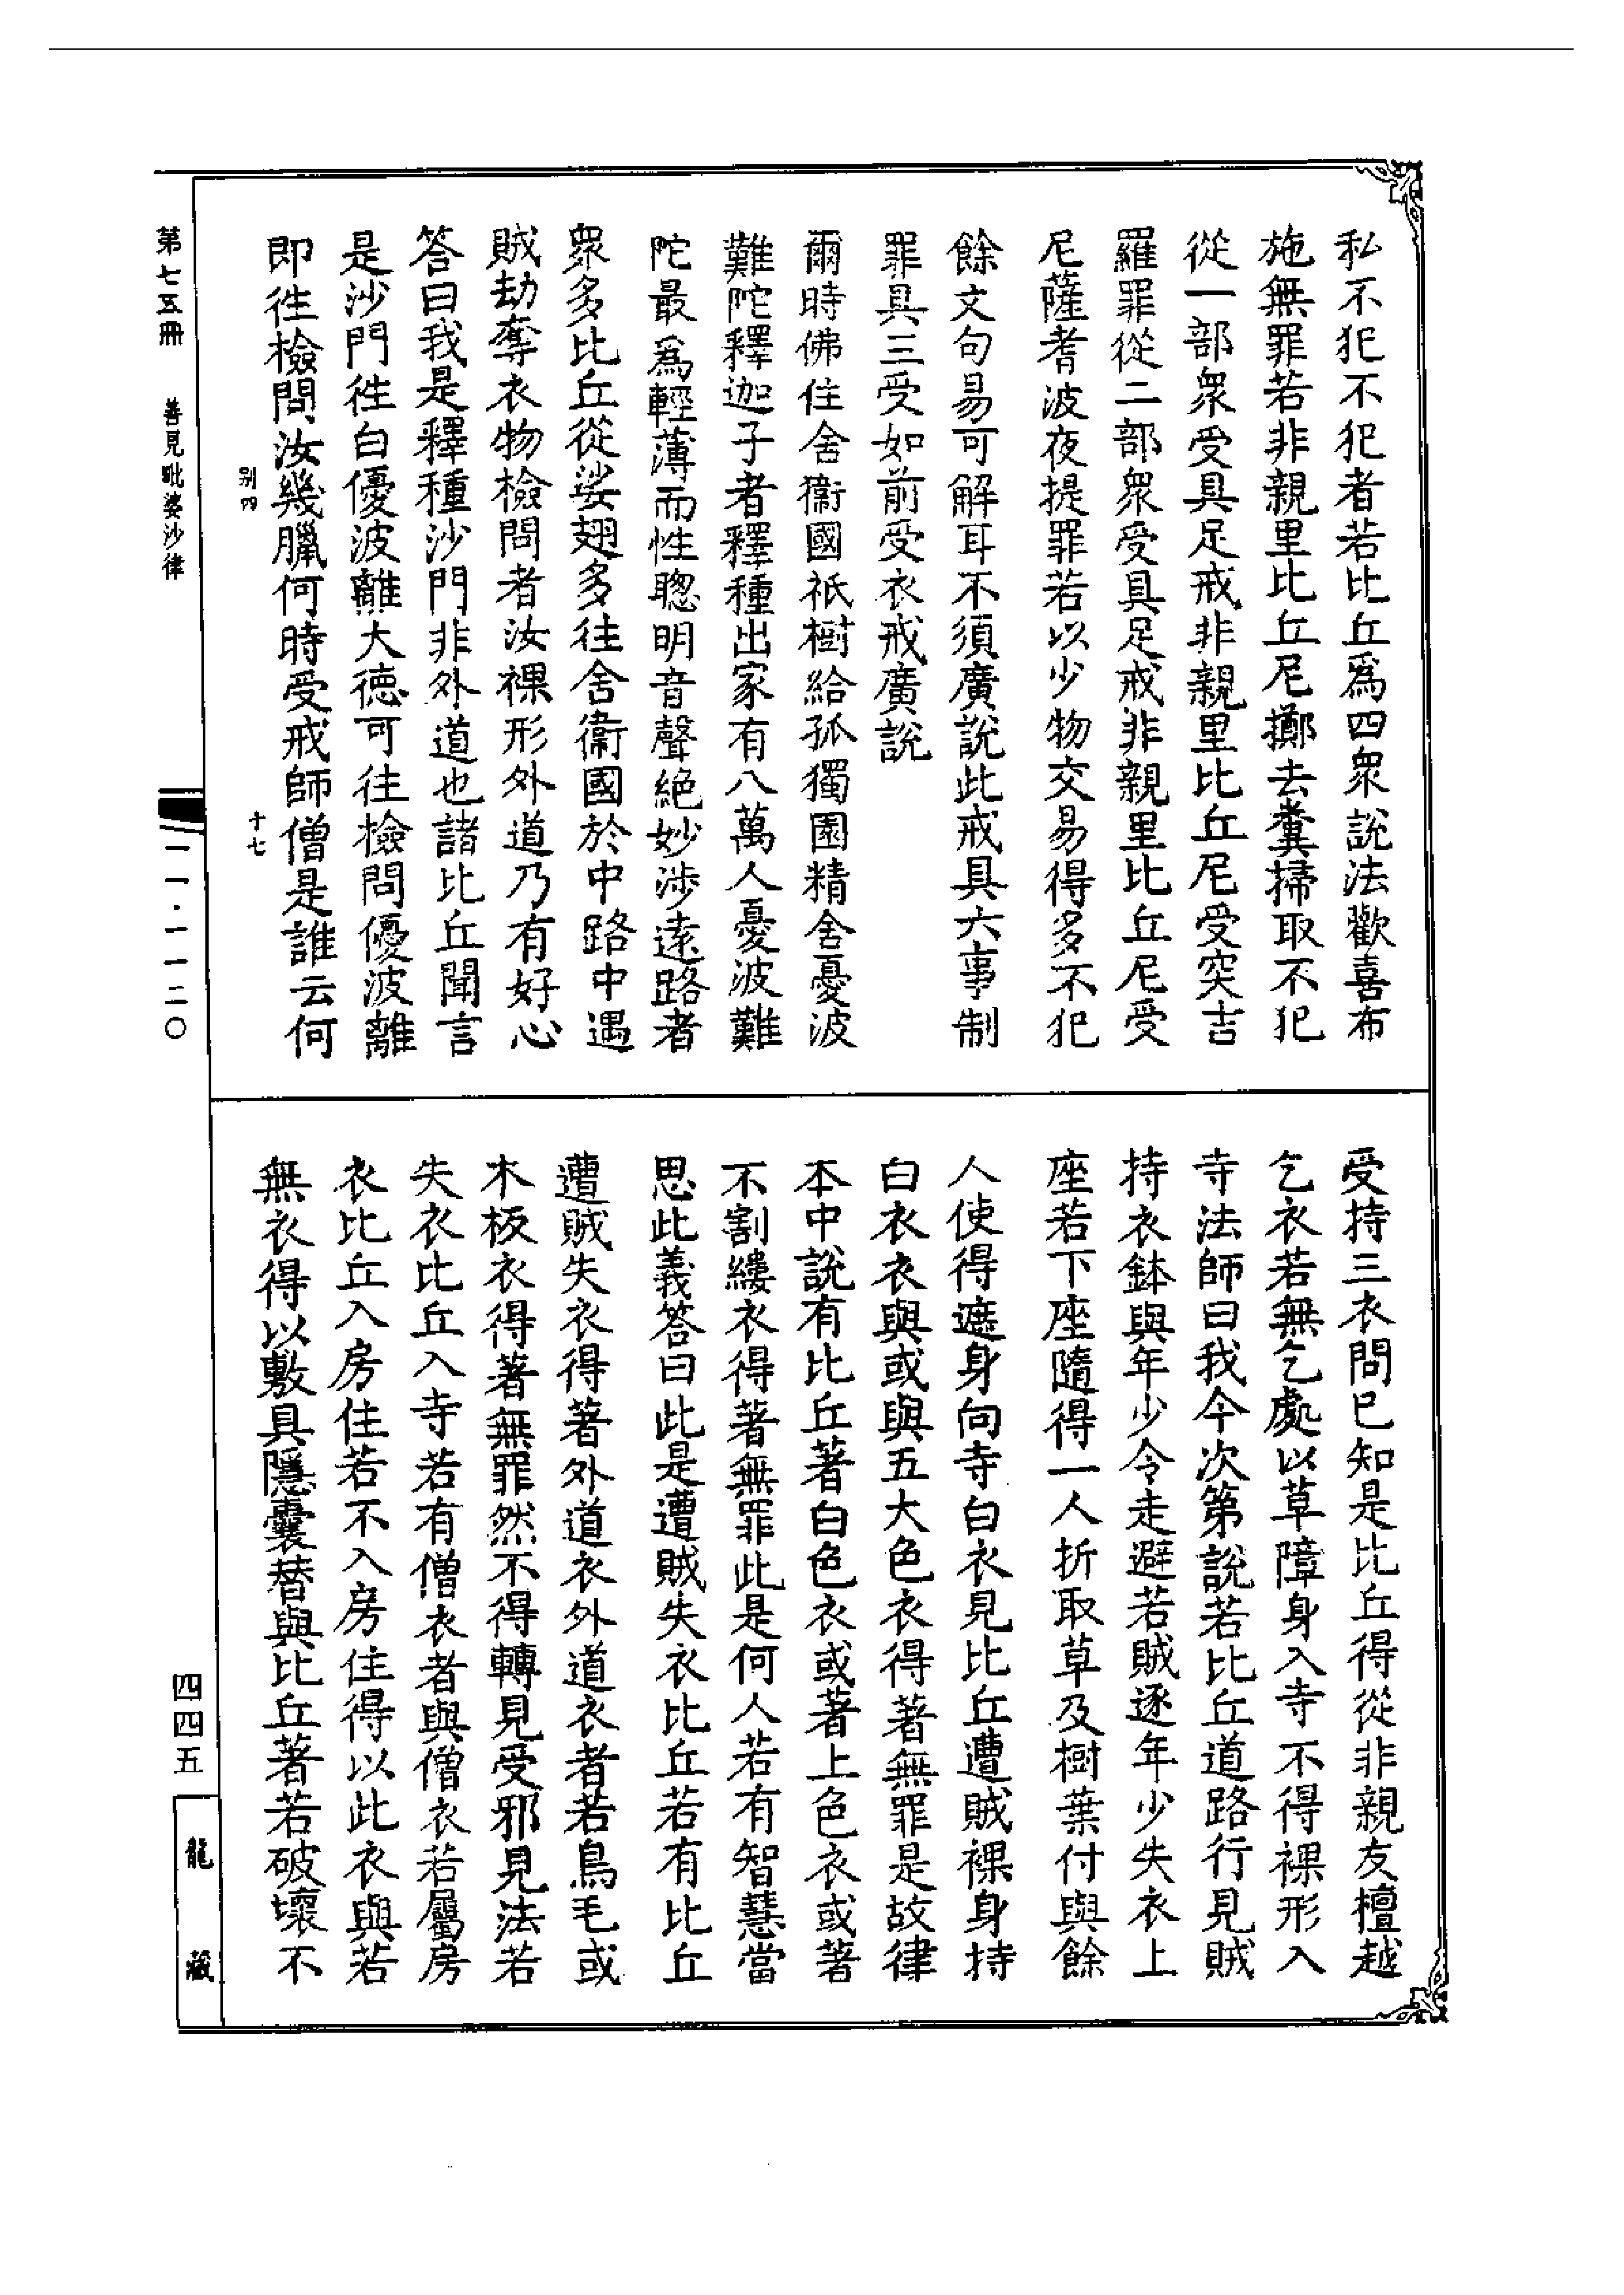 私不犯不犯者若比丘爲四衆說法歡喜布
施無罪若非親里比丘尼擲去糞掃取不犯
從一部衆受具足戒非親里比丘尼受突吉
羅罪從二部衆受具足戒非親里比丘尼受
尼薩耆波夜提罪若以少物交易得多不犯
餘文句易可解耳不須廣說此戒具六事制
罪具三受如前受衣戒廣說
爾時佛住舍衞國祇樹給孤獨園精舍憂波
難陀釋迦子者釋種出家有八萬人憂波難
陀最爲輕薄而性聰明音聲絶妙涉遠路者
衆多比丘從娑翅多往舍衞國於中路中遇
賊劫奪衣物檢問者汝裸形外道乃有好心
答曰我是釋種沙門非外道也諸比丘聞言
是沙門徃白優波離大德可往檢問優波離
即徃檢問汝幾臘何時受戒師僧是誰云何
受持三衣問巳知是比丘得從非親友檀越
乞衣若無乞處以草障身入寺不得裸形入
寺法師曰我今次第說若比丘道路行見賊
持衣鉢與年少令走避若賊逐年少失衣上
座若下座隨得一人折取草及樹葉付與餘
人使得遮身向寺白衣見比丘遭賊裸身持
白衣衣與或與五大色衣得著無罪是故律
本中說有比丘著白色衣或著上色衣或著
不割縷衣得著無罪此是何人若有智慧當
思此義答曰此是遭賊失衣比丘若有比丘
遭賊失衣得著外道衣外道衣者若鳥毛或
木板衣得著無罪然不得轉見受邪見法若
失衣比丘入寺若有僧衣者與僧衣若屬房
衣比丘入房住若不入房住得以此衣與若
無衣得以敷具隱囊替與比丘著若破壞不
別四
十七
第七五冊
善見毗婆沙律
一一·一一二〇
四四五
龍藏